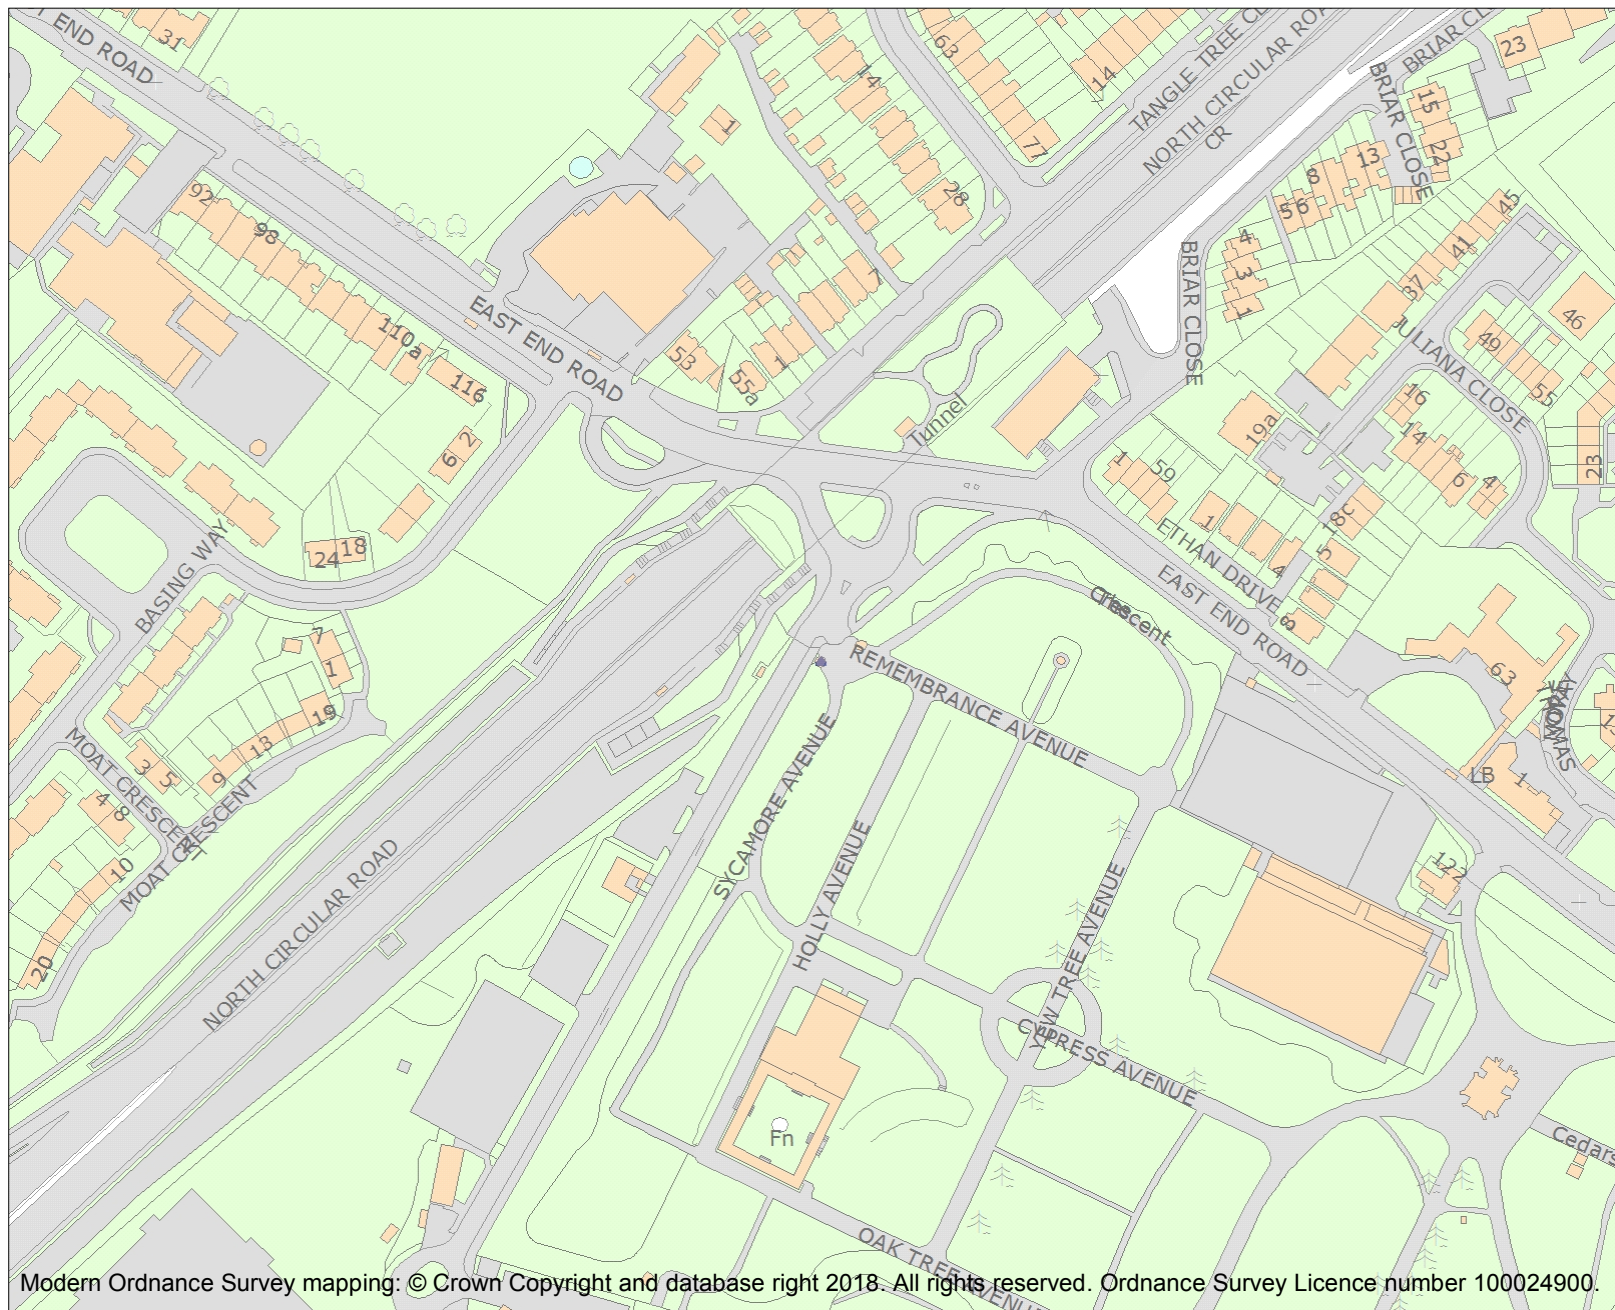 T END ROAD
31
63
14
14
TANGLE TREE CL
NORTH CIRCULAR ROA
CR
BRIAR CL
BRIAR CLOSE
23
15
22
77
1
28
13
8
5
6
92
98
4
3
1
BRIAR CLOSE
45
41
37
46
7
EAST END ROAD
110a
116
53
55a
1
JULIANA CLOSE
49
55
16
14
6
4
19a
23
2
6
Tunnel
1
59
1
ETHAN DRIVE
4
8
18c
5
24
18
BASING WAY
EAST END ROAD
The
Crescent
7
1
19
13
9
REMEMBRANCE AVENUE
63
MOAT CRESCENT
3
5
4
8
MOAT CRESCENT
10
20
NORTH CIRCULAR ROAD
SYCAMORE AVENUE
HOLLY AVENUE
YEW TREE AVENUE
CYPRESS AVENUE
LB
1
122
Fn
Cedars
OAK TREE AVENUE
Modern Ordnance Survey mapping: © Crown Copyright and database right 2018. All rights reserved. Ordnance Survey Licence number 100024900.